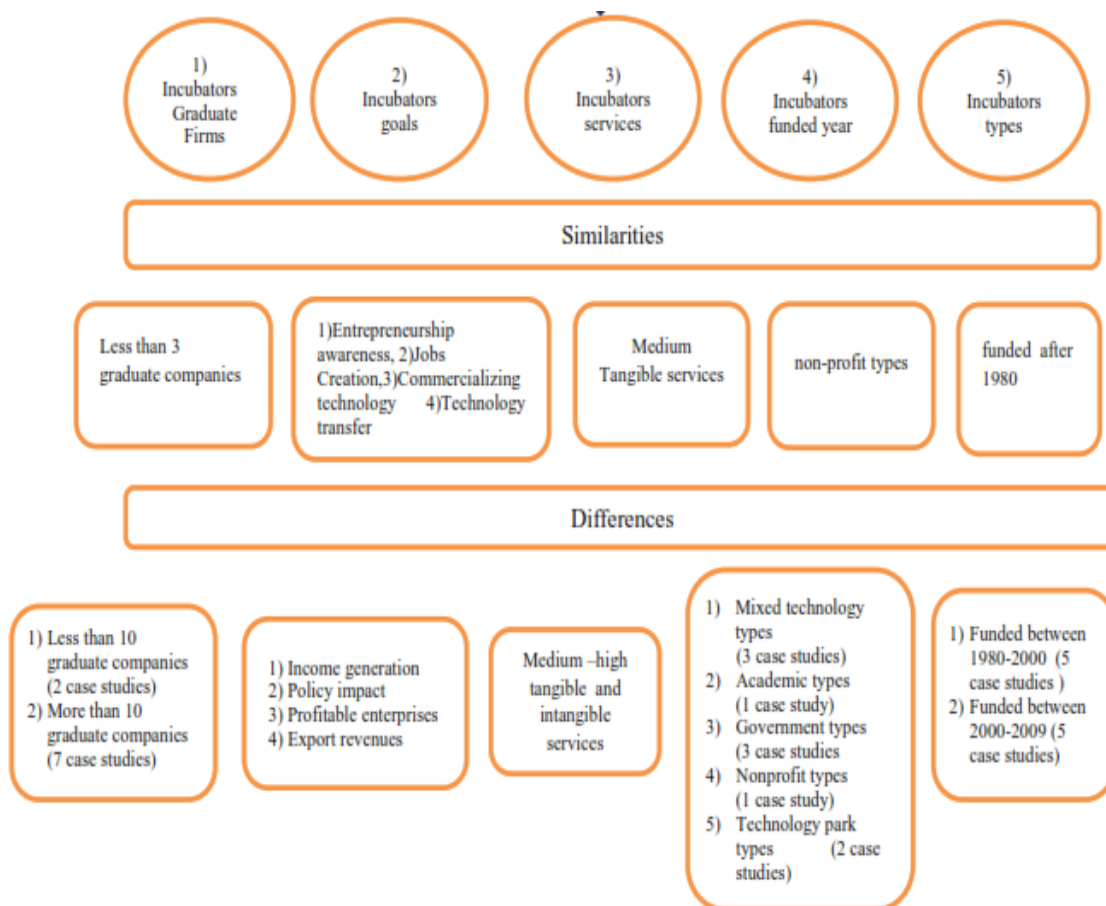 1)
Incubators
Graduate
Firms
2)
Incubators
goals
3)
Incubators
services
4)
Incubators
funded year
5)
Incubators
types
Similarities
Less than 3
graduate companies
1)Entrepreneurship
awareness, 2)Jobs
Creation,3)Commercializing
technology 4)Technology
transfer
Medium
Tangible services
non-profit types
funded after
1980
Differences
1) Less than 10
graduate companies
(2 case studies)
2) More than 10
graduate companies
(7 case studies)
1) Income generation
2) Policy impact
3) Profitable enterprises
4) Export revenues
Medium –high
tangible and
intangible
services
1) Mixed technology
types
(3 case studies)
2) Academic types
(1 case study)
3) Government types
(3 case studies
4) Nonprofit types
(1 case study)
5) Technology park
types (2 case
studies)
1) Funded between
1980-2000 (5
case studies )
2) Funded between
2000-2009 (5
case studies)